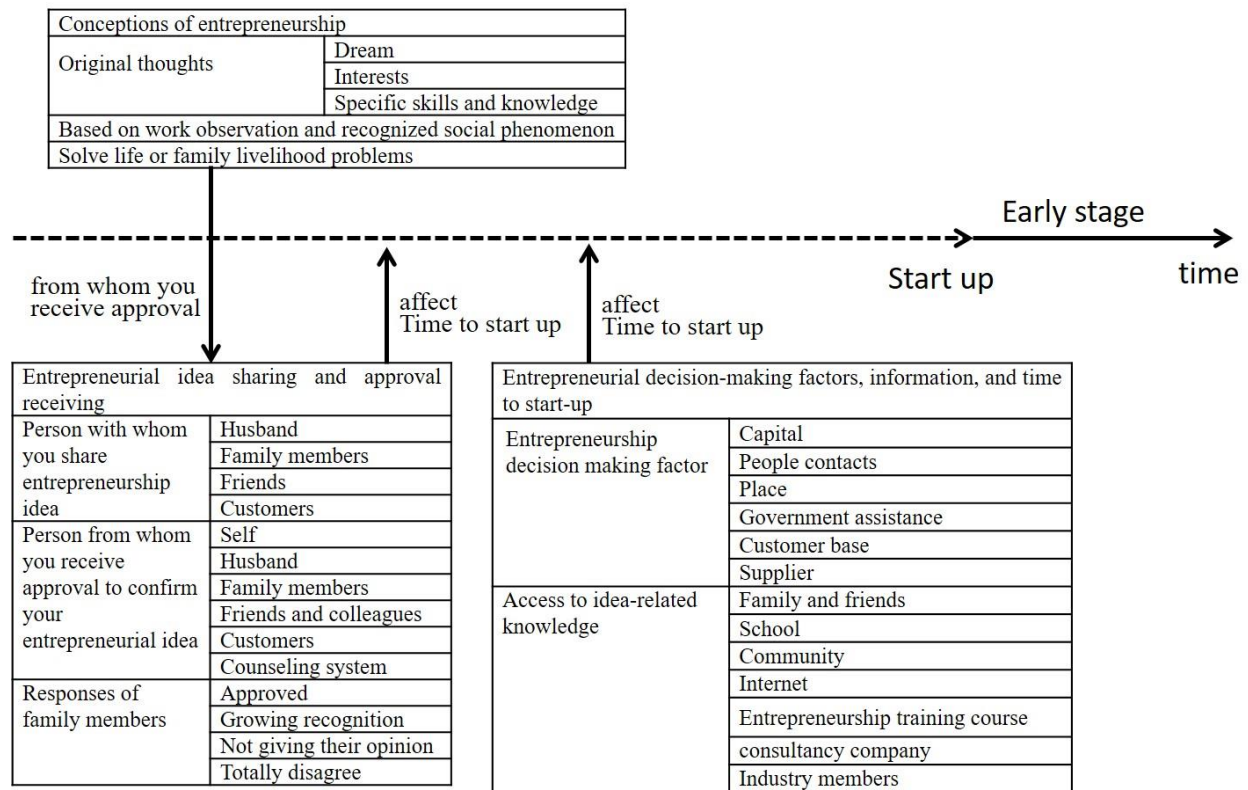 Conceptions of entrepreneurship
Original thoughts
Dream
Interests
Specific skills and knowledge
Based on work observation and recognized social phenomenon
Solve life or family livelihood problems
Early stage
Start up
time
from whom you
receive approval
affect
Time to start up
affect
Time to start up
Entrepreneurial idea sharing and approval
receiving
Person with whom
you share
entrepreneurship
idea
Husband
Family members
Friends
Customers
Person from whom
you receive
approval to confirm
your
entrepreneurial idea
Self
Husband
Family members
Friends and colleagues
Customers
Counseling system
Responses of
family members
Approved
Growing recognition
Not giving their opinion
Totally disagree
Entrepreneurial decision-making factors, information, and time
to start-up
Entrepreneurship
decision making factor
Capital
People contacts
Place
Government assistance
Customer base
Supplier
Access to idea-related
knowledge
Family and friends
School
Community
Internet
Entrepreneurship training course
consultancy company
Industry members